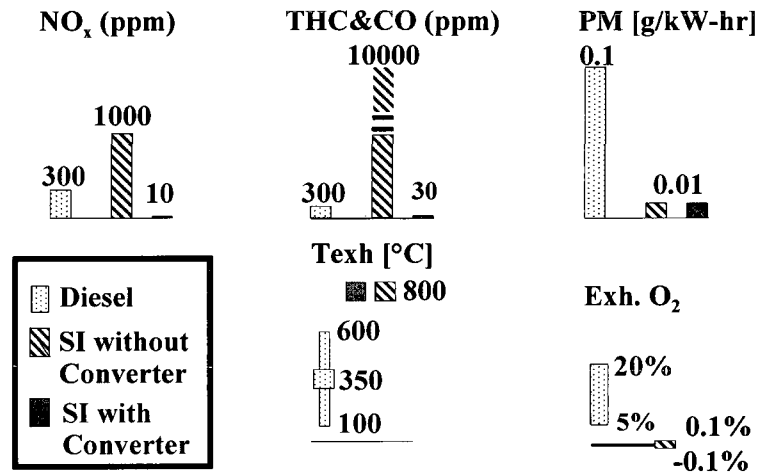 NOx (ppm)
THC&CO (ppm)
PM [g/kW-hr]
10000
0.1
1000
300
10
300
30
0.01
Texh [°C]
800
600
350
100
Exh. O2
20%
5%
0.1%
-0.1%
Diesel
SI without
Converter
SI with
Converter